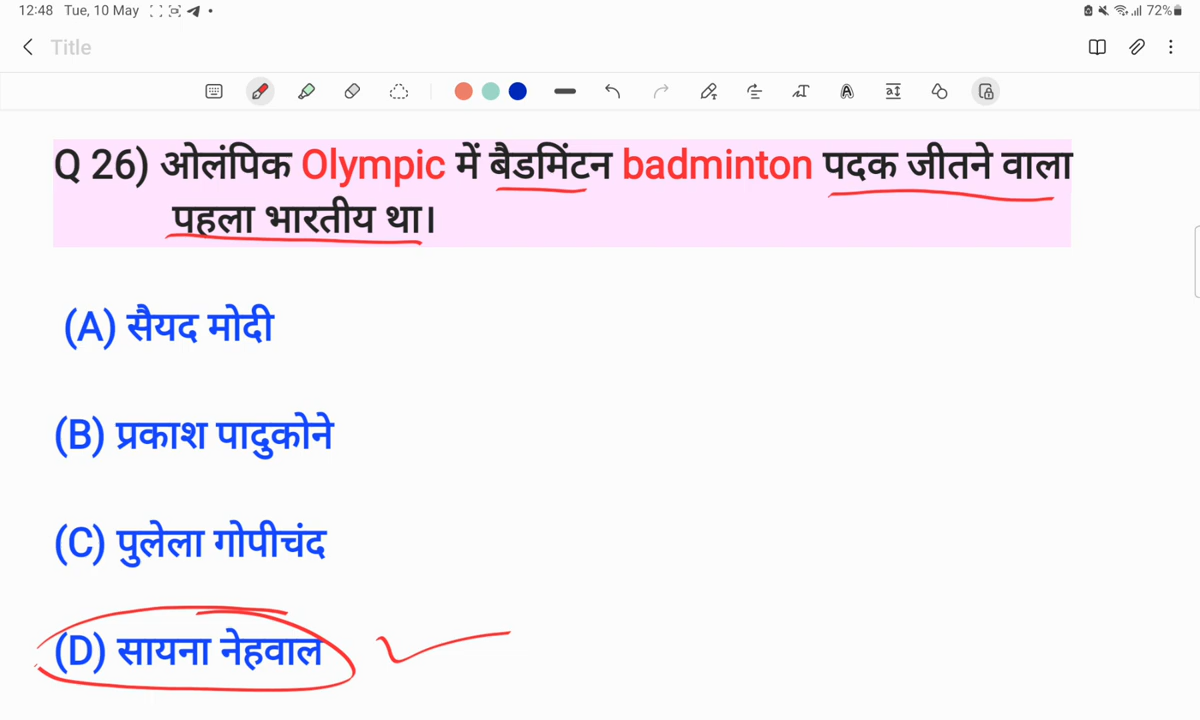 12:48 Tue, 10 May 72%
Title
Q 26) ओलंपिक Olympic में बैडमिंटन badminton पदक जीतने वाला
पहला भारतीय था।
(A) सैयद मोदी
(B) प्रकाश पादुकोने
(C) पुलेला गोपीचंद
(D) सायना नेहवाल